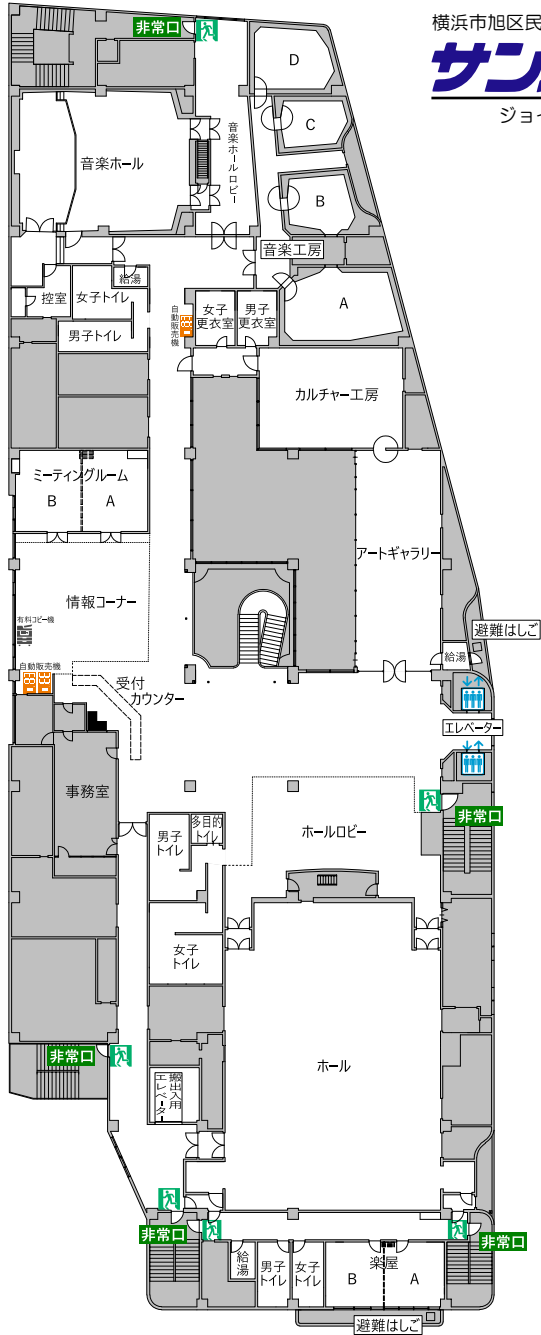 横浜市旭区民
サン
ジョイ
非常口
D
C
B
A
音楽ホール
音楽ホールロビー
音楽工房
給湯
控室
女子トイレ
男子トイレ
自動販売機
女子
更衣室
男子
更衣室
カルチャー工房
ミーティングルーム
B
A
アートギャラリー
情報コーナー
有料コピー機
自動販売機
受付
カウンター
避難はしご
給湯
エレベーター
事務室
男子
トイレ
多目的
トイレ
ホールロビー
非常口
女子
トイレ
ホール
非常口
搬出入用
エレベータ
非常口
非常口
給湯
男子
トイレ
女子
トイレ
楽屋
B
A
避難はしご